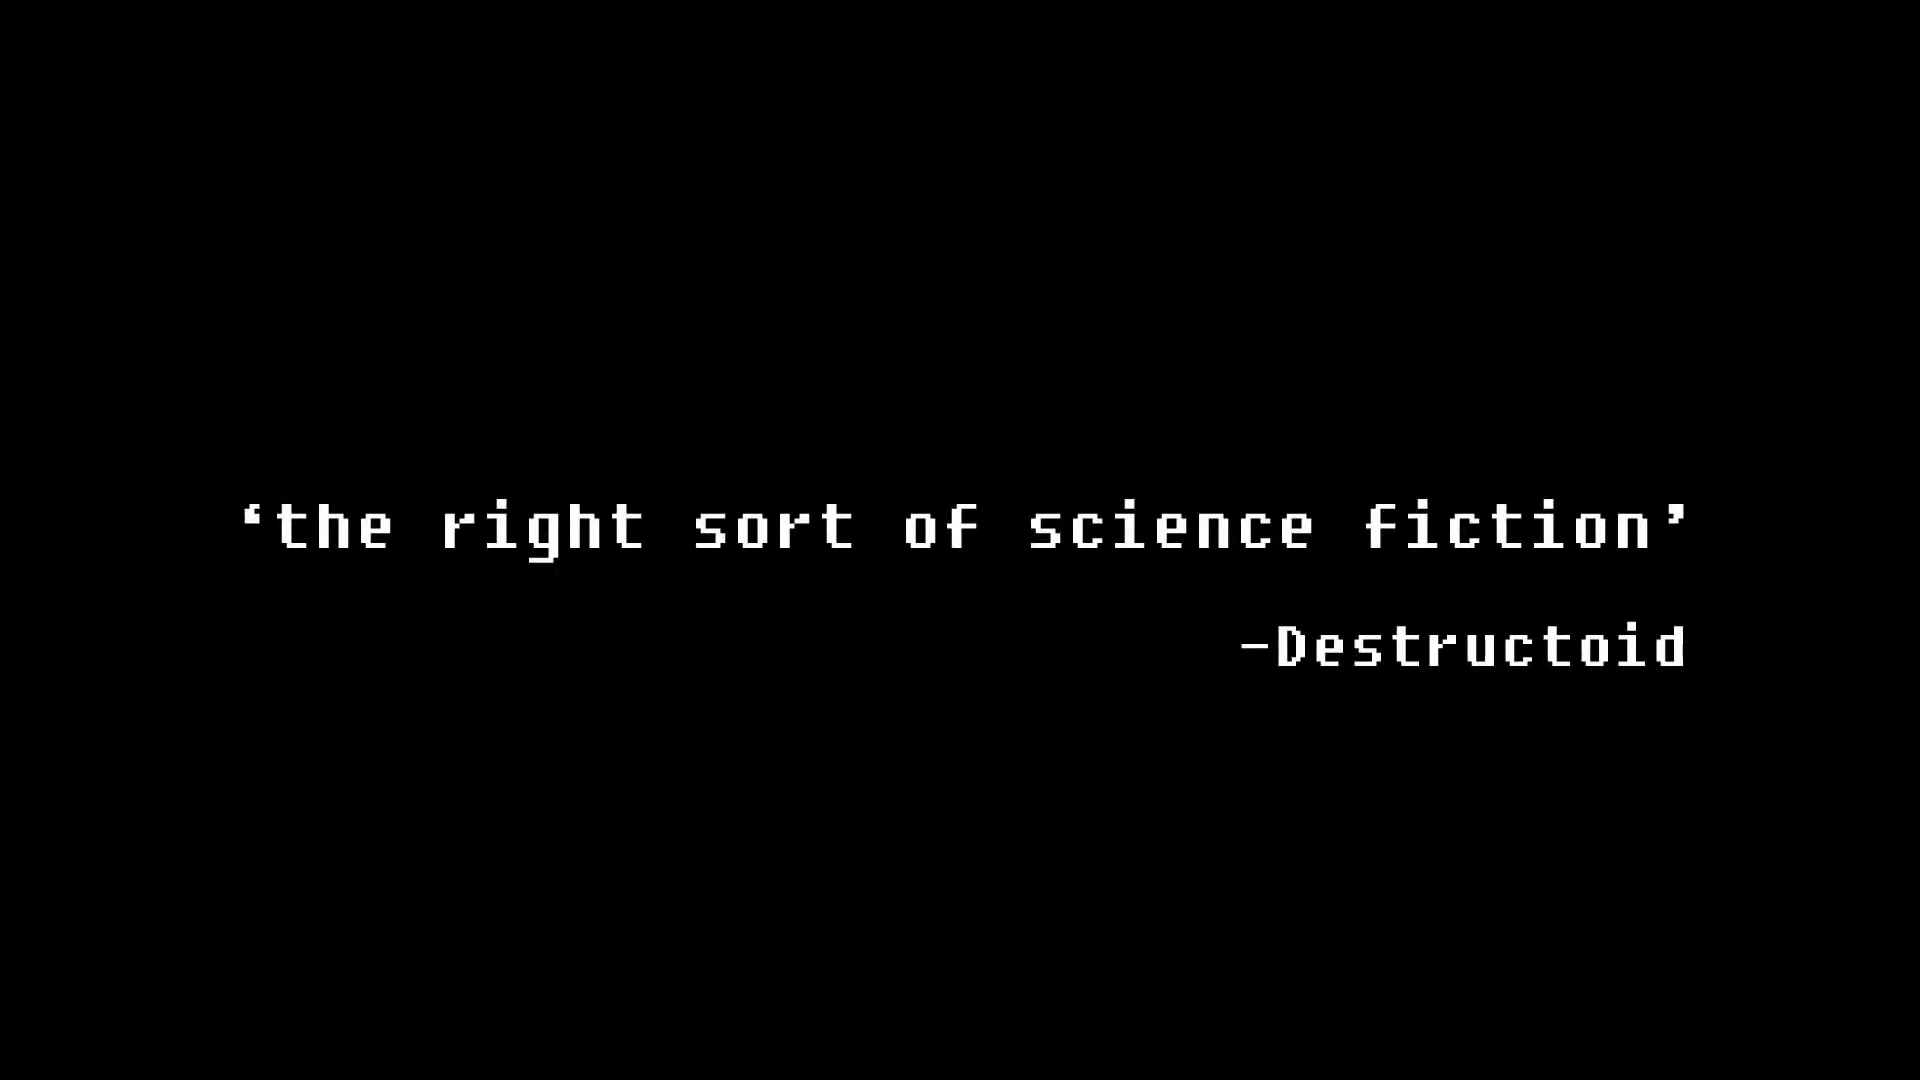 ‘the right sort of science fiction’
-Destructoid